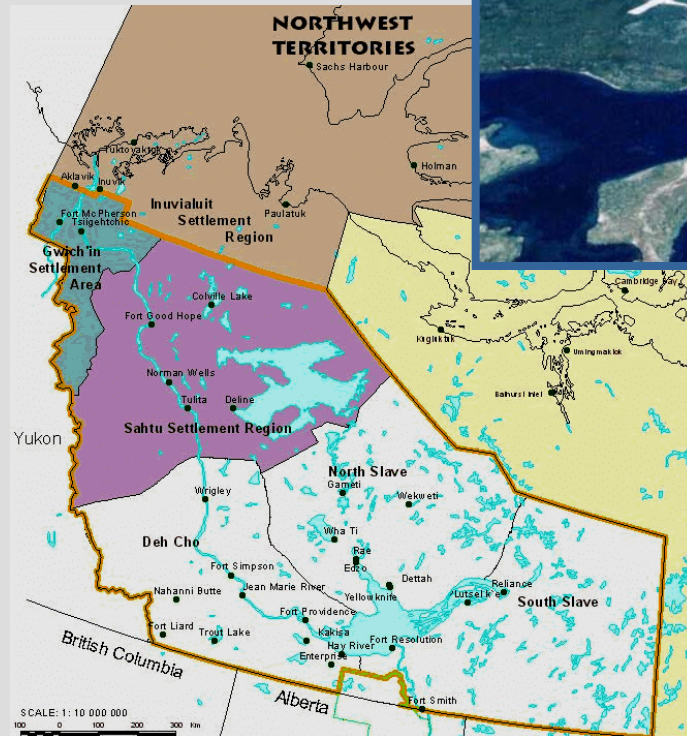 NORTHWEST
TERRITORIES
Sachs Harbour
Tuktoyaktuk
Holman
Aklavik
Inuvik
Inuvialuit
Settlement
Region
Paulatuk
Fort McPherson
Tsiigehtchic
Gwich'in
Settlement
Area
Cambridge Bay
Colville Lake
Fort Good Hope
Kugluktuk
Umingmaktok
Bathurst Inlet
Norman Wells
Tulita
Deline
Sahtu Settlement Region
Yukon
North Slave
Gameti
Wekweti
Wrigley
Deh Cho
Wha Ti
Rae
Edzo
Fort Simpson
Dettah
Yellowknife
Nahanni Butte
Jean Marie River
Reliance
Lutsel k'e
South Slave
Fort Providence
Fort Liard
Trout Lake
Kakisa
Hay River
Fort Resolution
Enterprise
British Columbia
Alberta
Fort Smith
SCALE: 1:10 000 000
100 0 100 200 300 Km